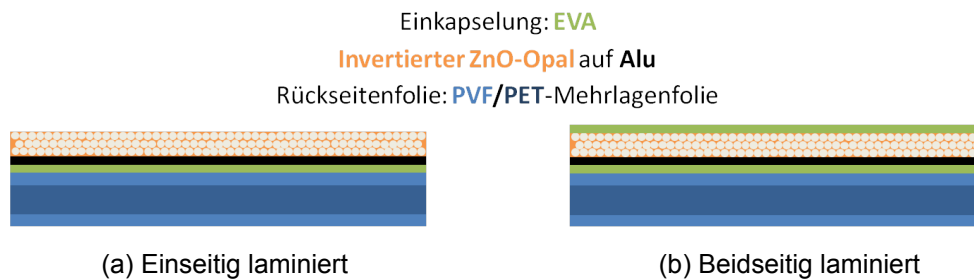 Einkapselung: EVA
Invertierter ZnO-Opal auf Alu
Rückseitenfolie: PVF/PET-Mehrlagenfolie
(a) Einseitig laminiert
(b) Beidseitig laminiert